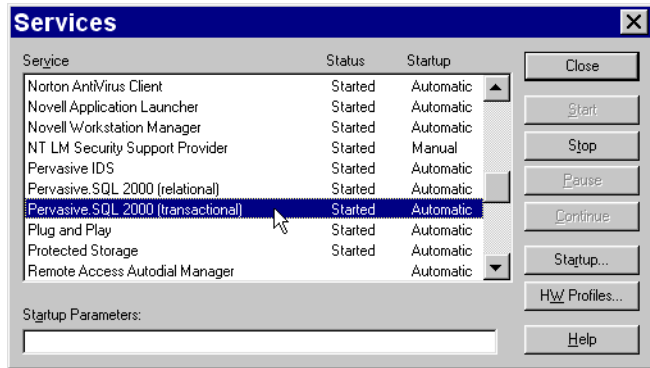 Services
Service Status Startup
Norton AntiVirus Client Started Automatic
Novell Application Launcher Started Automatic
Novell Workstation Manager Started Automatic
NT LM Security Support Provider Started Manual
Pervasive IDS Started Automatic
Pervasive.SQL 2000 (relational) Started Automatic
Pervasive.SQL 2000 (transactional) Started Automatic
Plug and Play Started Automatic
Protected Storage Started Automatic
Remote Access Autodial Manager Automatic
Startup Parameters:
Close
Start
Stop
Pause
Continue
Startup...
HW Profiles...
Help